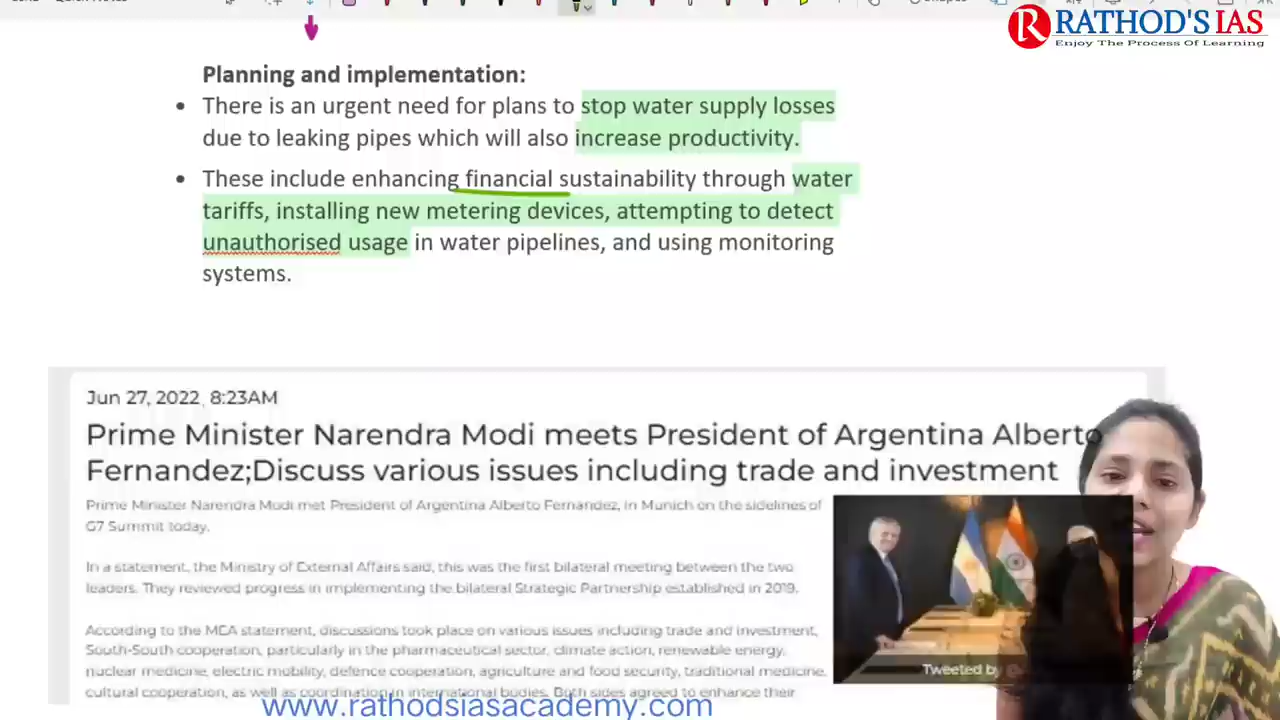 RATHOD'S IAS
Enjoy The Process Of Learning
Planning and implementation:
• There is an urgent need for plans to stop water supply losses
due to leaking pipes which will also increase productivity.
• These include enhancing financial sustainability through water
tariffs, installing new metering devices, attempting to detect
unauthorised usage in water pipelines, and using monitoring
systems.
Jun 27, 2022, 8:23AM
Prime Minister Narendra Modi meets President of Argentina Alberto
Fernandez;Discuss various issues including trade and investment
Prime Minister Narendra Modi met President of Argentina Alberto Fernandez, in Munich on the sidelines of
G7 Summit today.
In a statement, the Ministry of External Affairs said, this was the first bilateral meeting between the two
leaders. They reviewed progress in implementing the bilateral Strategic Partnership established in 2019.
According to the MEA statement, discussions took place on various issues including trade and investment,
South-South cooperation, particularly in the pharmaceutical sector, climate action, renewable energy,
nuclear medicine, electric mobility, defence cooperation, agriculture and food security, traditional medicine,
cultural cooperation, as well as coordination in international bodies. Both sides agreed to enhance their
Tweeted by
www.rathodsiasacademy.com